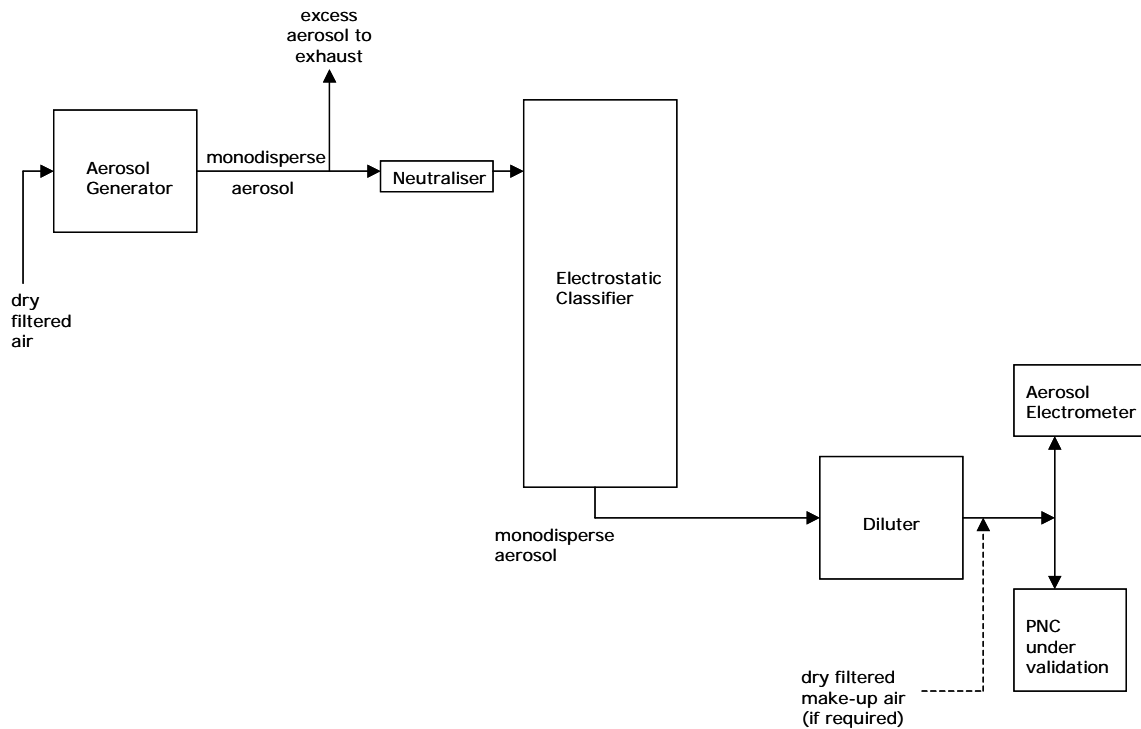 excess
aerosol to
exhaust
Aerosol
Generator
monodisperse
aerosol
Neutraliser
dry
filtered
air
Electrostatic
Classifier
monodisperse
aerosol
Diluter
Aerosol
Electrometer
PNC
under
validation
dry filtered
make-up air
(if required)